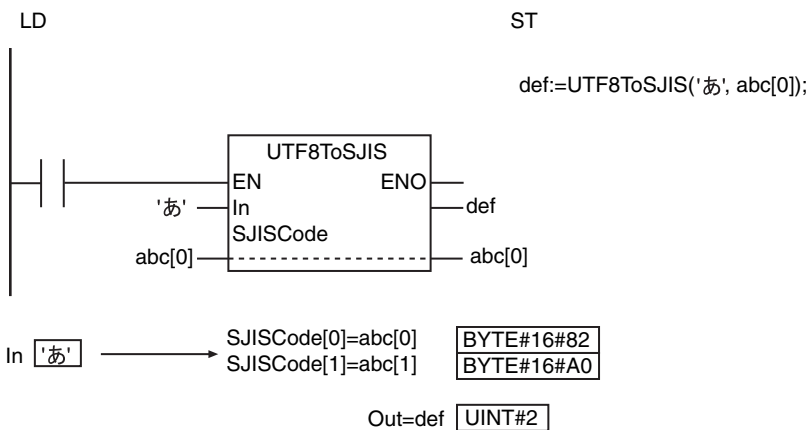 LD
ST
def:=UTF8ToSJIS('あ', abc[0]);
UTF8ToSJIS
EN ENO
'あ' In def
SJISCode
abc[0] abc[0]
In 'あ'
SJISCode[0]=abc[0] BYTE#16#82
SJISCode[1]=abc[1] BYTE#16#A0
Out=def UINT#2